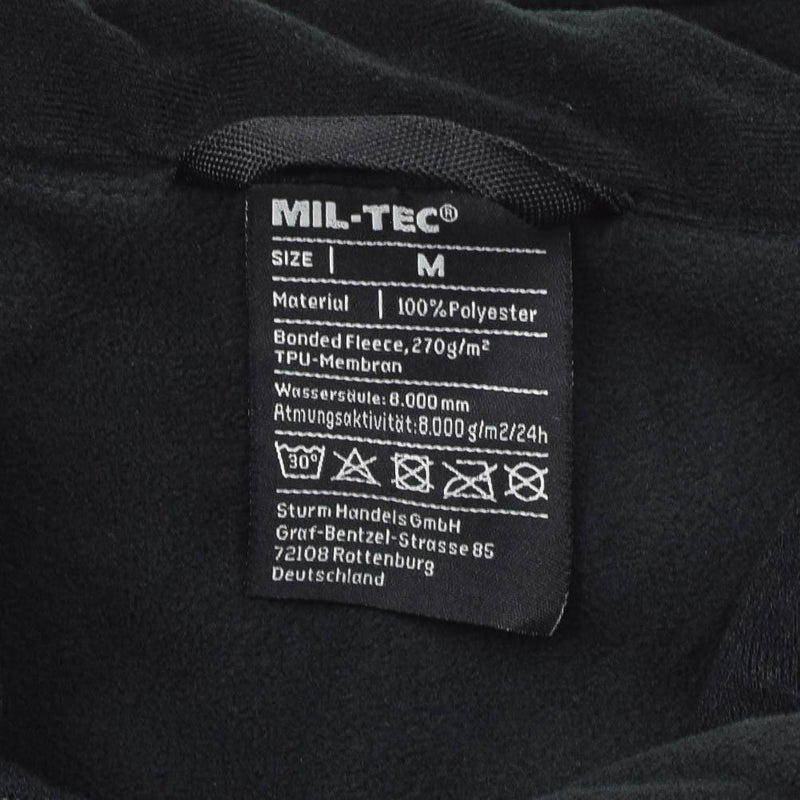 MIL-TEC®
SIZE | M
Material | 100%Polyester
Bonded Fleece, 270g/m²
TPU-Membran
Wassersäule: 8.000 mm
Atmungsaktivität:8.000 g/m2/24h
30°
Sturm Handels GmbH
Graf-Bentzel-Strasse 85
72108 Rottenburg
Deutschland